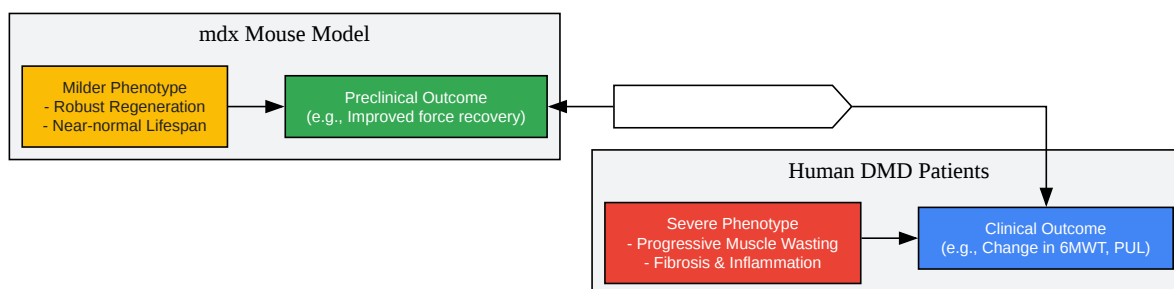 mdx Mouse Model
Milder Phenotype
- Robust Regeneration
- Near-normal Lifespan
Preclinical Outcome
(e.g., Improved force recovery)
Human DMD Patients
Severe Phenotype
- Progressive Muscle Wasting
- Fibrosis & Inflammation
Clinical Outcome
(e.g., Change in 6MWT, PUL)